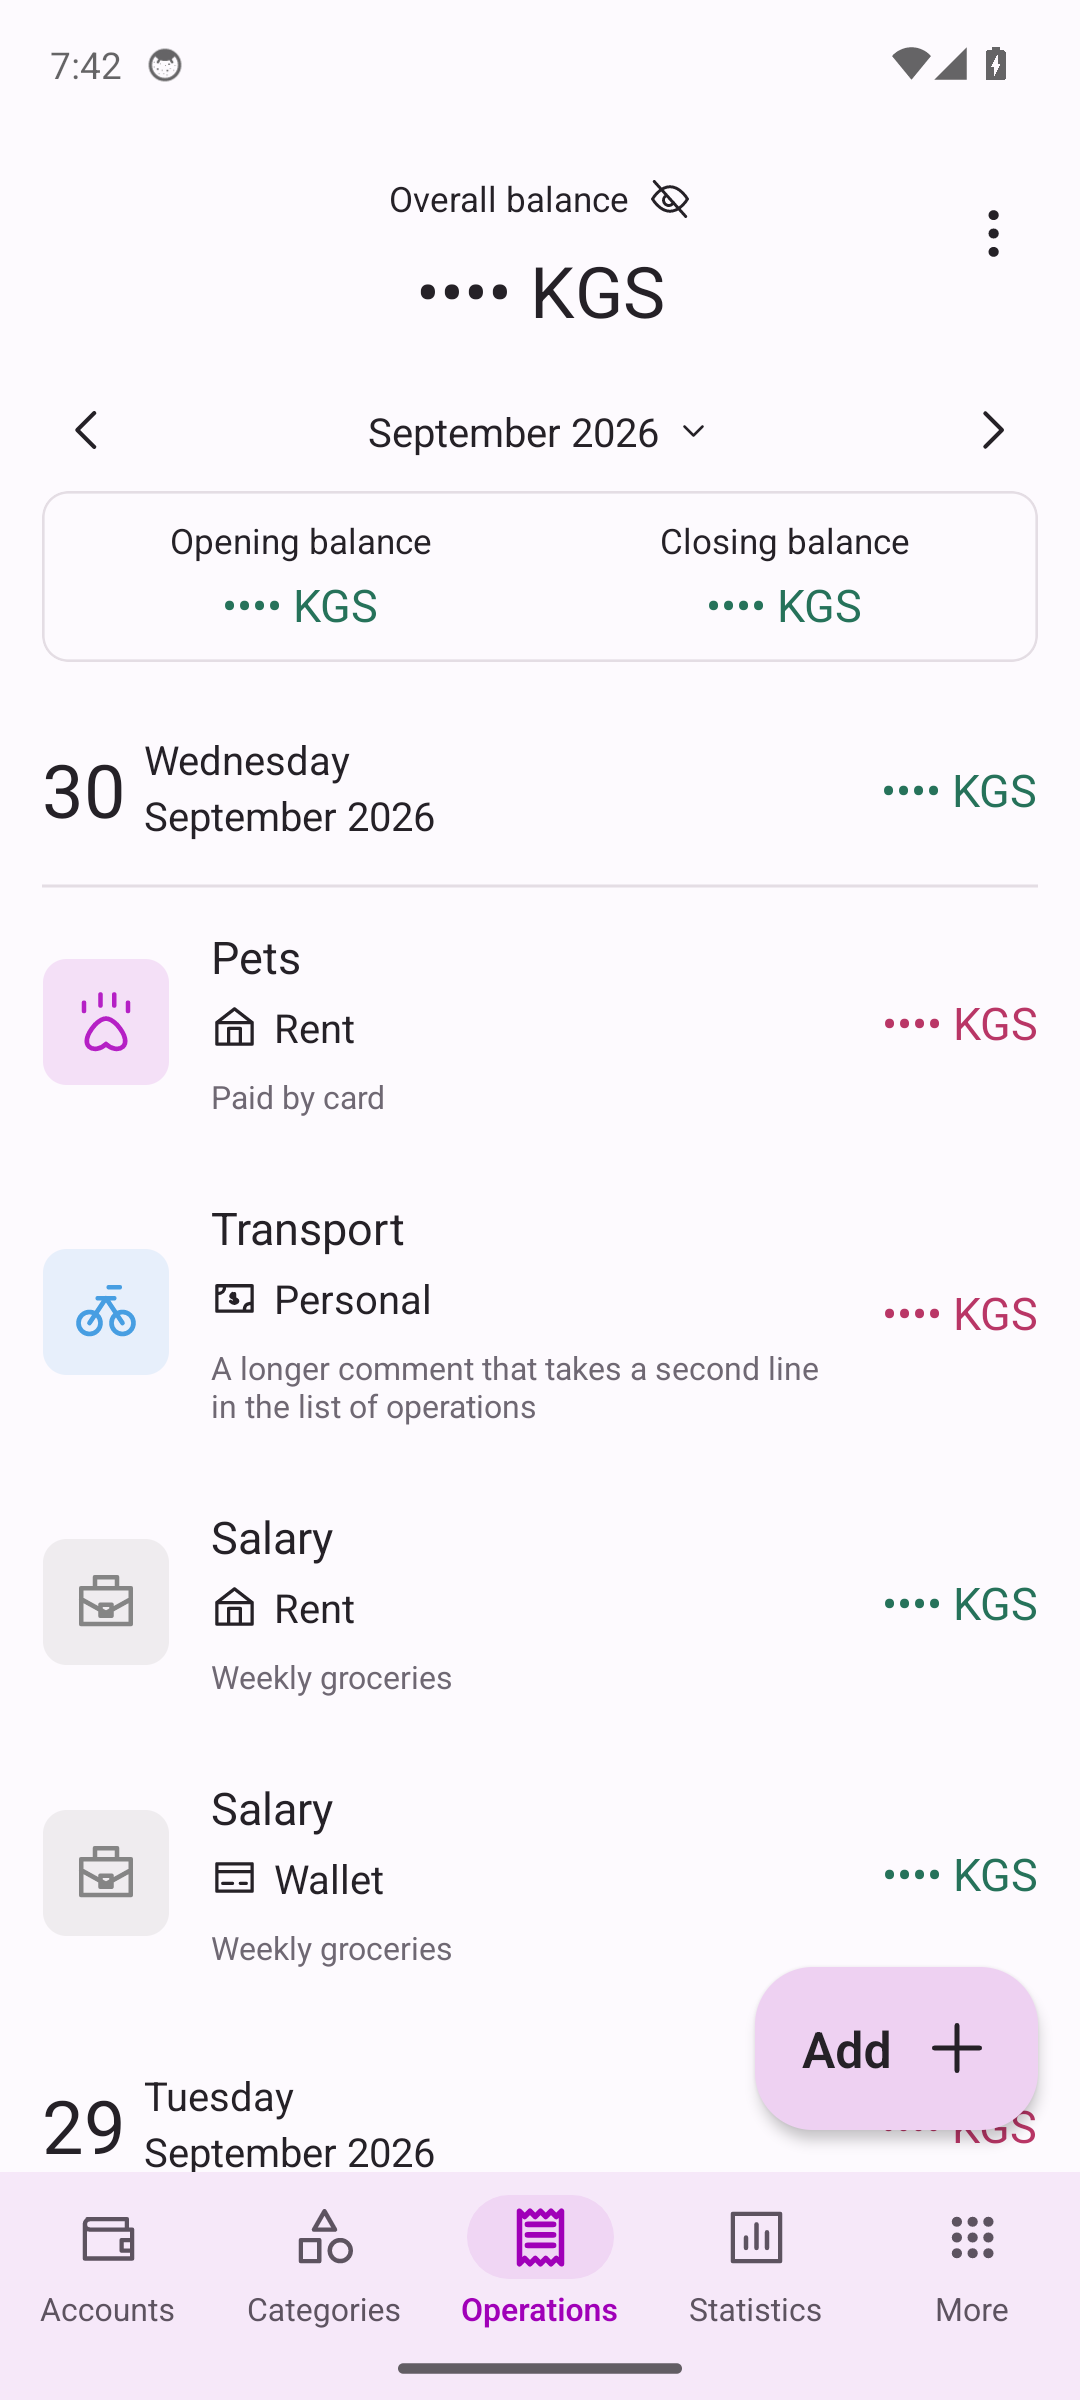 7:42
Overall balance
•••• KGS
September 2026
Opening balance
Closing balance
•••• KGS
•••• KGS
30
Wednesday
September 2026
•••• KGS
Pets
Rent
Paid by card
•••• KGS
Transport
Personal
A longer comment that takes a second line
in the list of operations
•••• KGS
Salary
Rent
Weekly groceries
•••• KGS
Salary
Wallet
Weekly groceries
•••• KGS
Add
29
Tuesday
September 2026
•••• KGS
Accounts
Categories
Operations
Statistics
More